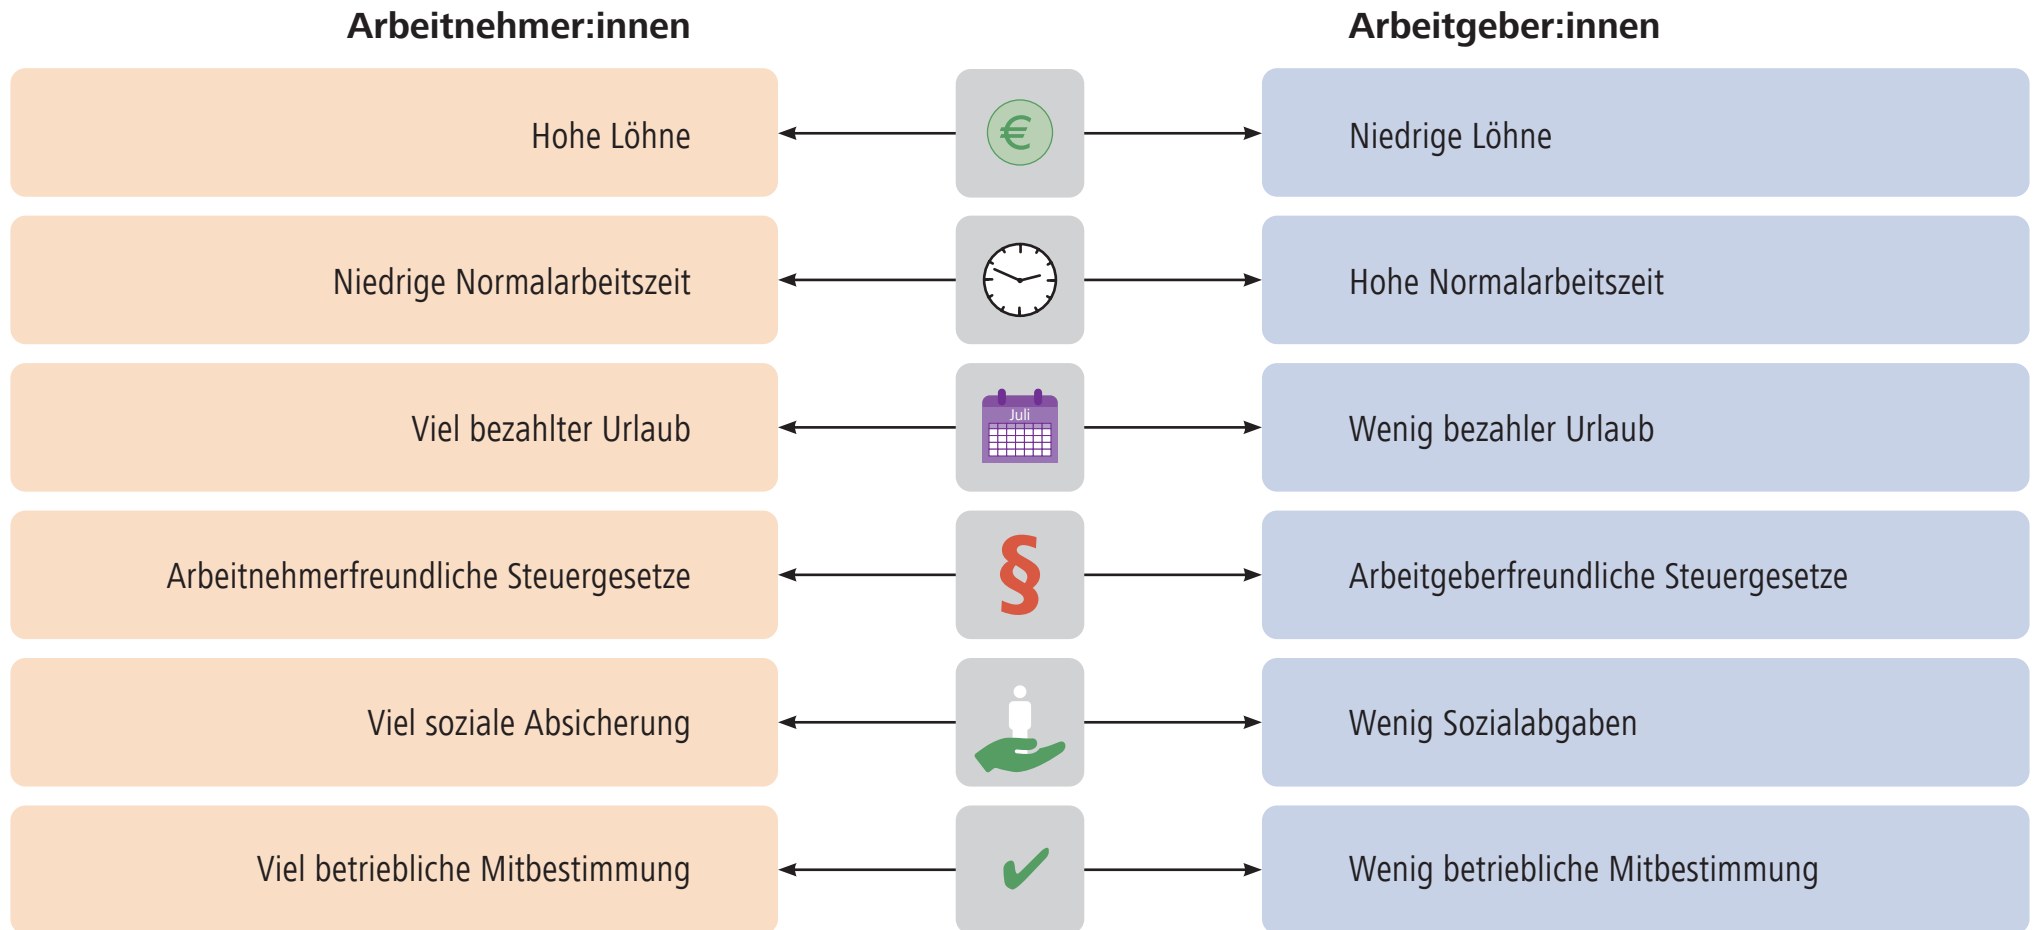 Arbeitnehmer:innen Arbeitgeber:innen
Hohe Löhne € Niedrige Löhne
Niedrige Normalarbeitszeit Hohe Normalarbeitszeit
Viel bezahlter Urlaub Juli Wenig bezahler Urlaub
Arbeitnehmerfreundliche Steuergesetze § Arbeitgeberfreundliche Steuergesetze
Viel soziale Absicherung Wenig Sozialabgaben
Viel betriebliche Mitbestimmung Wenig betriebliche Mitbestimmung